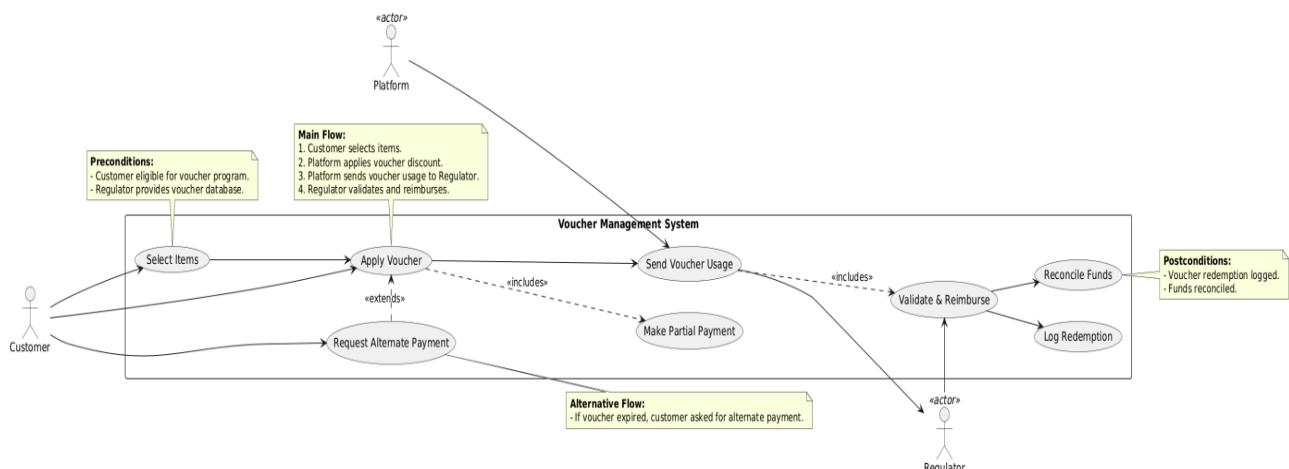 «actor»
Platform
Main Flow:
1. Customer selects items.
2. Platform applies voucher discount.
3. Platform sends voucher usage to Regulator.
4. Regulator validates and reimburses.
Preconditions:
- Customer eligible for voucher program.
- Regulator provides voucher database.
Voucher Management System
Select Items
Apply Voucher
Send Voucher Usage
«includes»
«includes»
Reconcile Funds
Postconditions:
- Voucher redemption logged.
- Funds reconciled.
«extends»
Validate & Reimburse
Make Partial Payment
Log Redemption
Customer
Request Alternate Payment
Alternative Flow:
- If voucher expired, customer asked for alternate payment.
«actor»
Regulator